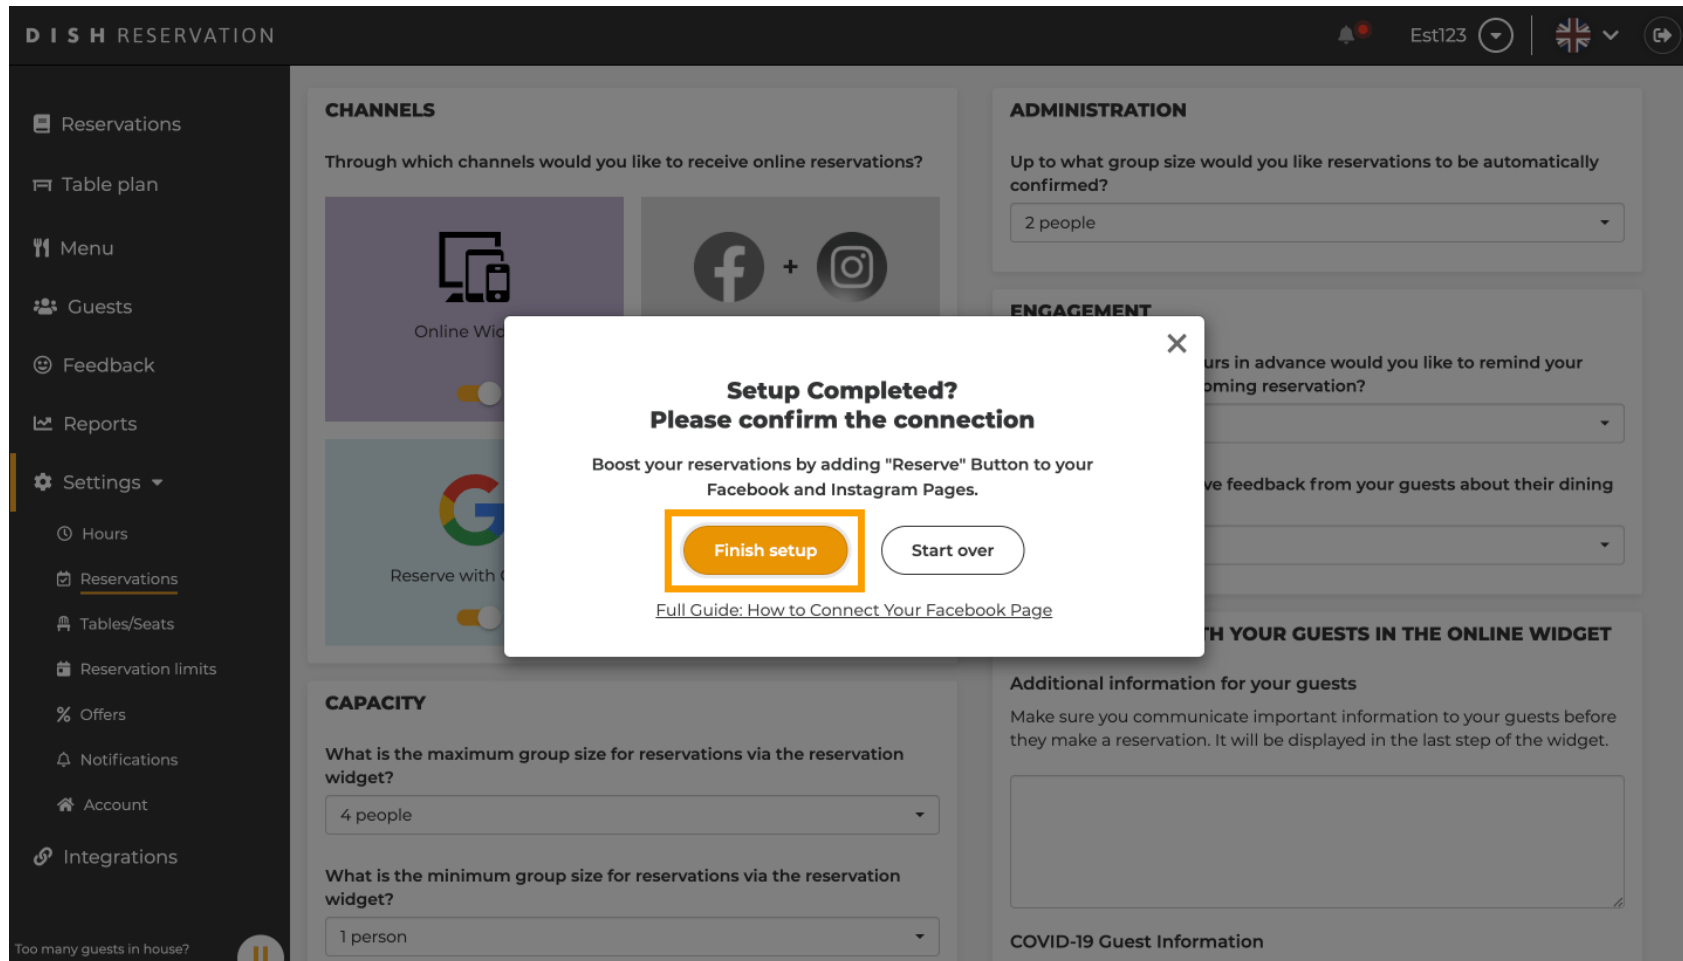 DISH RESERVATION
Est123
Reservations
Table plan
Menu
Guests
Feedback
Reports
Settings
Hours
Reservations
Tables/Seats
Reservation limits
Offers
Notifications
Account
Integrations
Too many guests in house?
CHANNELS
Through which channels would you like to receive online reservations?
Online Wid
+
Reserve with
CAPACITY
What is the maximum group size for reservations via the reservation
widget?
4 people
What is the minimum group size for reservations via the reservation
widget?
1 person
Setup Completed?
Please confirm the connection
Boost your reservations by adding "Reserve" Button to your
Facebook and Instagram Pages.
Finish setup
Start over
Full Guide: How to Connect Your Facebook Page
ADMINISTRATION
Up to what group size would you like reservations to be automatically
confirmed?
2 people
ENGAGEMENT
urs in advance would you like to remind your
oming reservation?
ve feedback from your guests about their dining
TH YOUR GUESTS IN THE ONLINE WIDGET
Additional information for your guests
Make sure you communicate important information to your guests before
they make a reservation. It will be displayed in the last step of the widget.
COVID-19 Guest Information